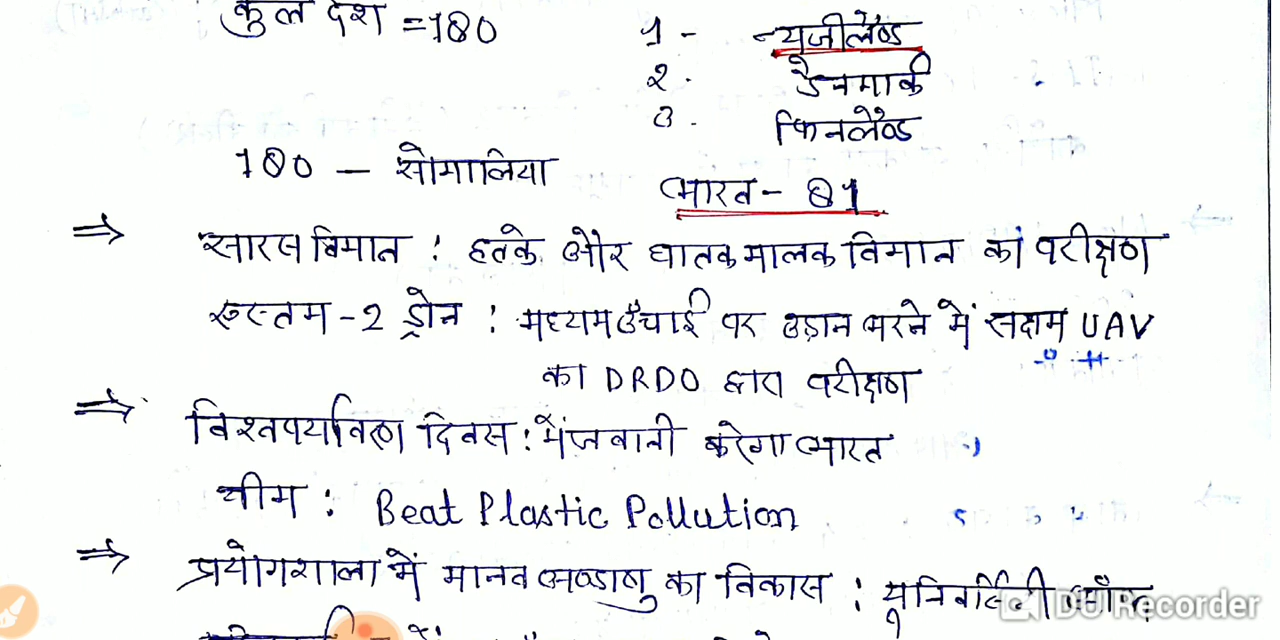 कुल देश = 180
1 - न्यूजीलैण्ड
2. डेनमार्क
3. फिनलैण्ड
180 — सोमालिया
भारत - 81
⇒ सारस विमान : हल्के और घातक मालक विमान का परीक्षण
रुस्तम - 2 ड्रोन : मध्यम ऊँचाई पर उड़ान भरने में सक्षम UAV
का DRDO द्वारा परीक्षण
⇒ विश्व पर्यावरण दिवस : मेंजबानी करेगा भारत
थीम : Beat Plastic Pollution
⇒ प्रयोगशाला में मानव अण्डाणु का विकास : यूनिवर्सिटी ऑफ
DU Recorder